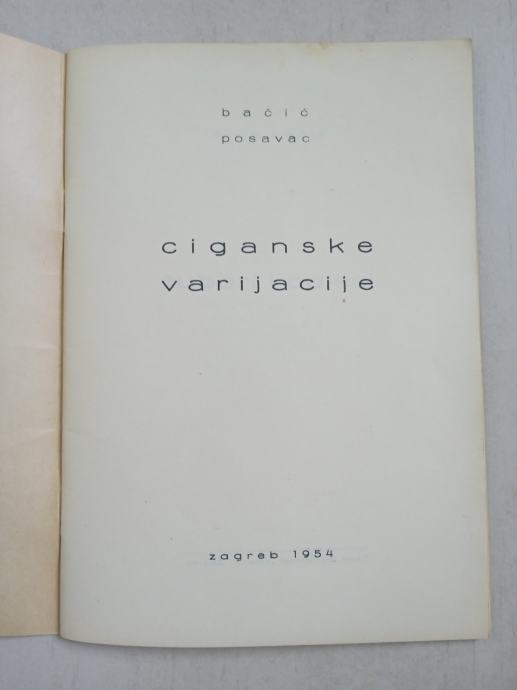 bačić
posavac
ciganske
varijacije
zagreb 1954